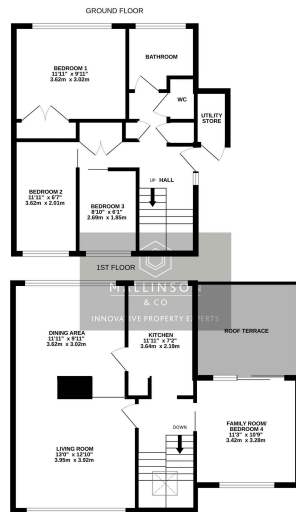 GROUND FLOOR
BEDROOM 1
11'11" x 9'11"
3.62m x 3.02m
BATHROOM
WC
UTILITY
STORE
BEDROOM 2
11'11" x 6'7"
3.62m x 2.01m
BEDROOM 3
8'10" x 6'1"
2.69m x 1.85m
UP
HALL
1ST FLOOR
MALLINSON
& CO
INNOVATIVE PROPERTY EXPERTS
DINING AREA
11'11" x 9'11"
3.62m x 3.02m
KITCHEN
11'11" x 7'2"
3.64m x 2.19m
ROOF TERRACE
LIVING ROOM
13'0" x 12'10"
3.95m x 3.92m
DOWN
FAMILY ROOM/
BEDROOM 4
11'3" x 10'9"
3.42m x 3.28m